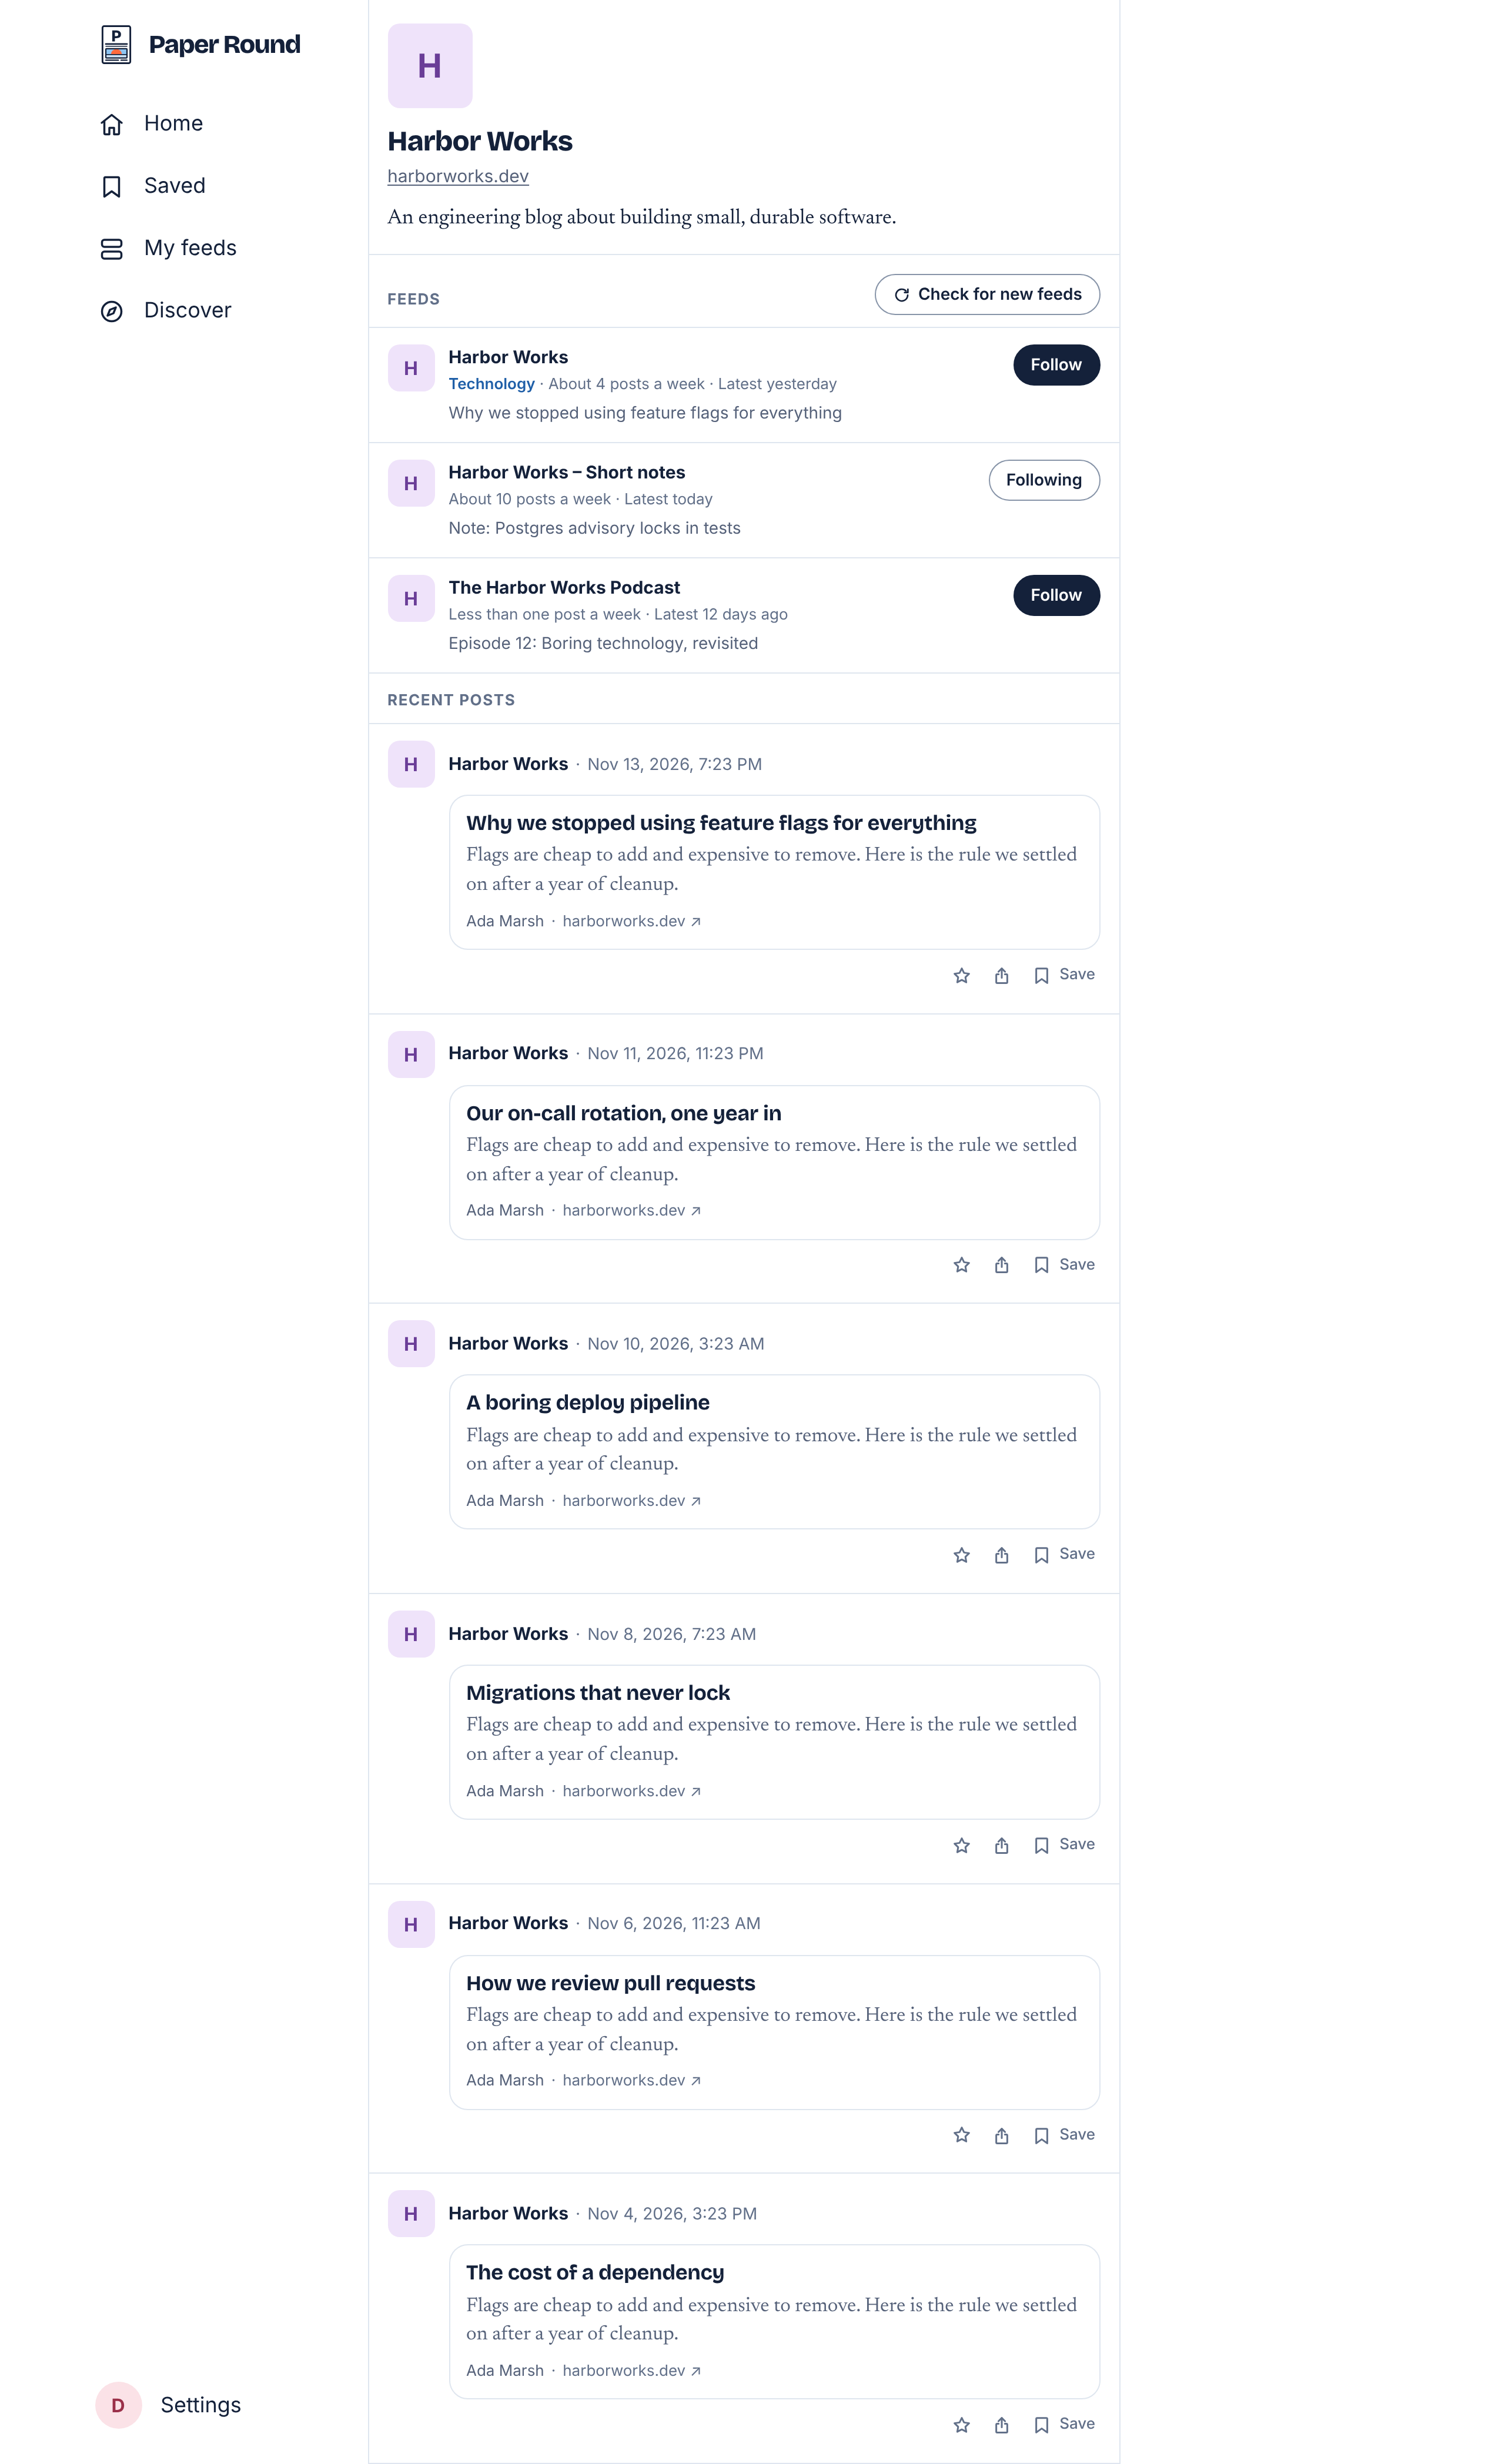 P
Paper Round
Home
Saved
My feeds
Discover
H
Harbor Works
harborworks.dev
An engineering blog about building small, durable software.
FEEDS
Check for new feeds
H
Harbor Works
Follow
Technology · About 4 posts a week · Latest yesterday
Why we stopped using feature flags for everything
H
Harbor Works – Short notes
Following
About 10 posts a week · Latest today
Note: Postgres advisory locks in tests
H
The Harbor Works Podcast
Follow
Less than one post a week · Latest 12 days ago
Episode 12: Boring technology, revisited
RECENT POSTS
H
Harbor Works · Nov 13, 2026, 7:23 PM
Why we stopped using feature flags for everything
Flags are cheap to add and expensive to remove. Here is the rule we settled
on after a year of cleanup.
Ada Marsh · harborworks.dev ↗
Save
H
Harbor Works · Nov 11, 2026, 11:23 PM
Our on-call rotation, one year in
Flags are cheap to add and expensive to remove. Here is the rule we settled
on after a year of cleanup.
Ada Marsh · harborworks.dev ↗
Save
H
Harbor Works · Nov 10, 2026, 3:23 AM
A boring deploy pipeline
Flags are cheap to add and expensive to remove. Here is the rule we settled
on after a year of cleanup.
Ada Marsh · harborworks.dev ↗
Save
H
Harbor Works · Nov 8, 2026, 7:23 AM
Migrations that never lock
Flags are cheap to add and expensive to remove. Here is the rule we settled
on after a year of cleanup.
Ada Marsh · harborworks.dev ↗
Save
H
Harbor Works · Nov 6, 2026, 11:23 AM
How we review pull requests
Flags are cheap to add and expensive to remove. Here is the rule we settled
on after a year of cleanup.
Ada Marsh · harborworks.dev ↗
Save
H
Harbor Works · Nov 4, 2026, 3:23 PM
The cost of a dependency
Flags are cheap to add and expensive to remove. Here is the rule we settled
on after a year of cleanup.
Ada Marsh · harborworks.dev ↗
Save
D
Settings